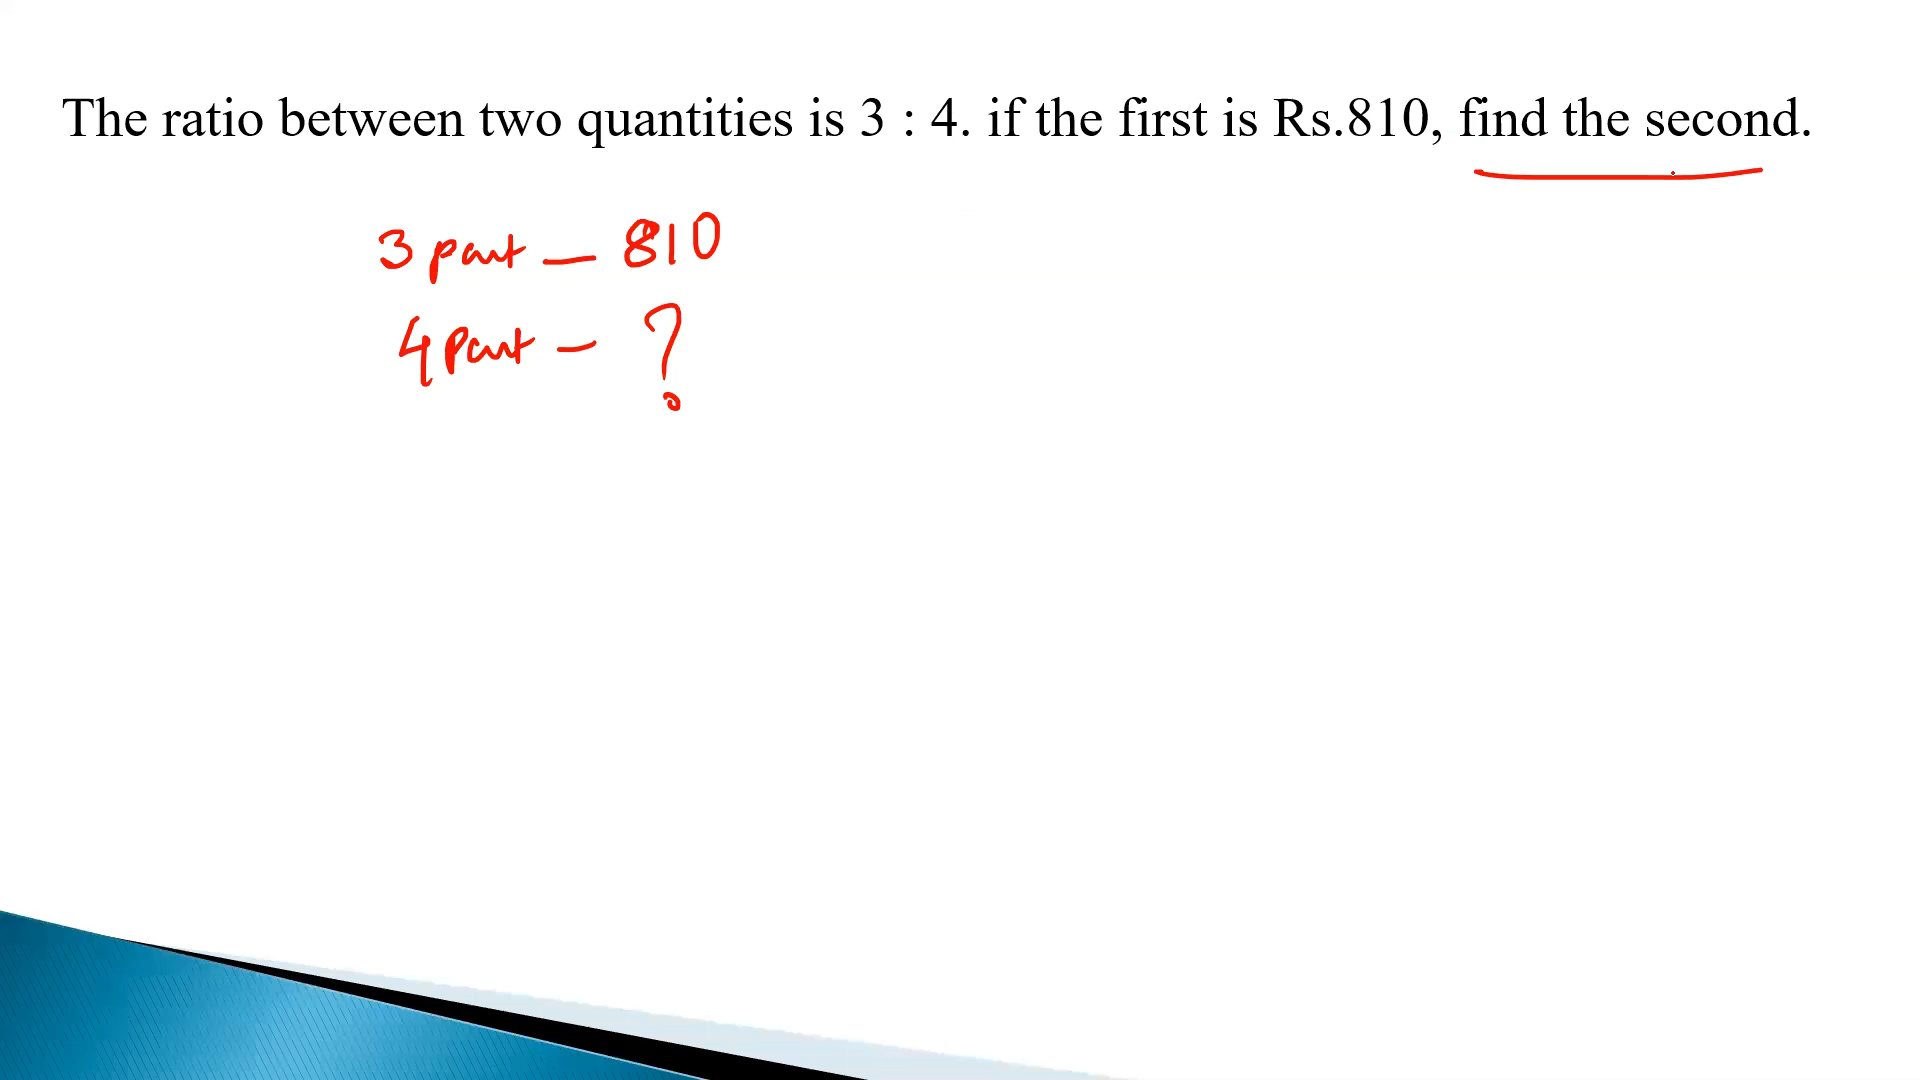 The ratio between two quantities is 3 : 4. if the first is Rs.810, find the second.
3 part — 810
4 Part — ?